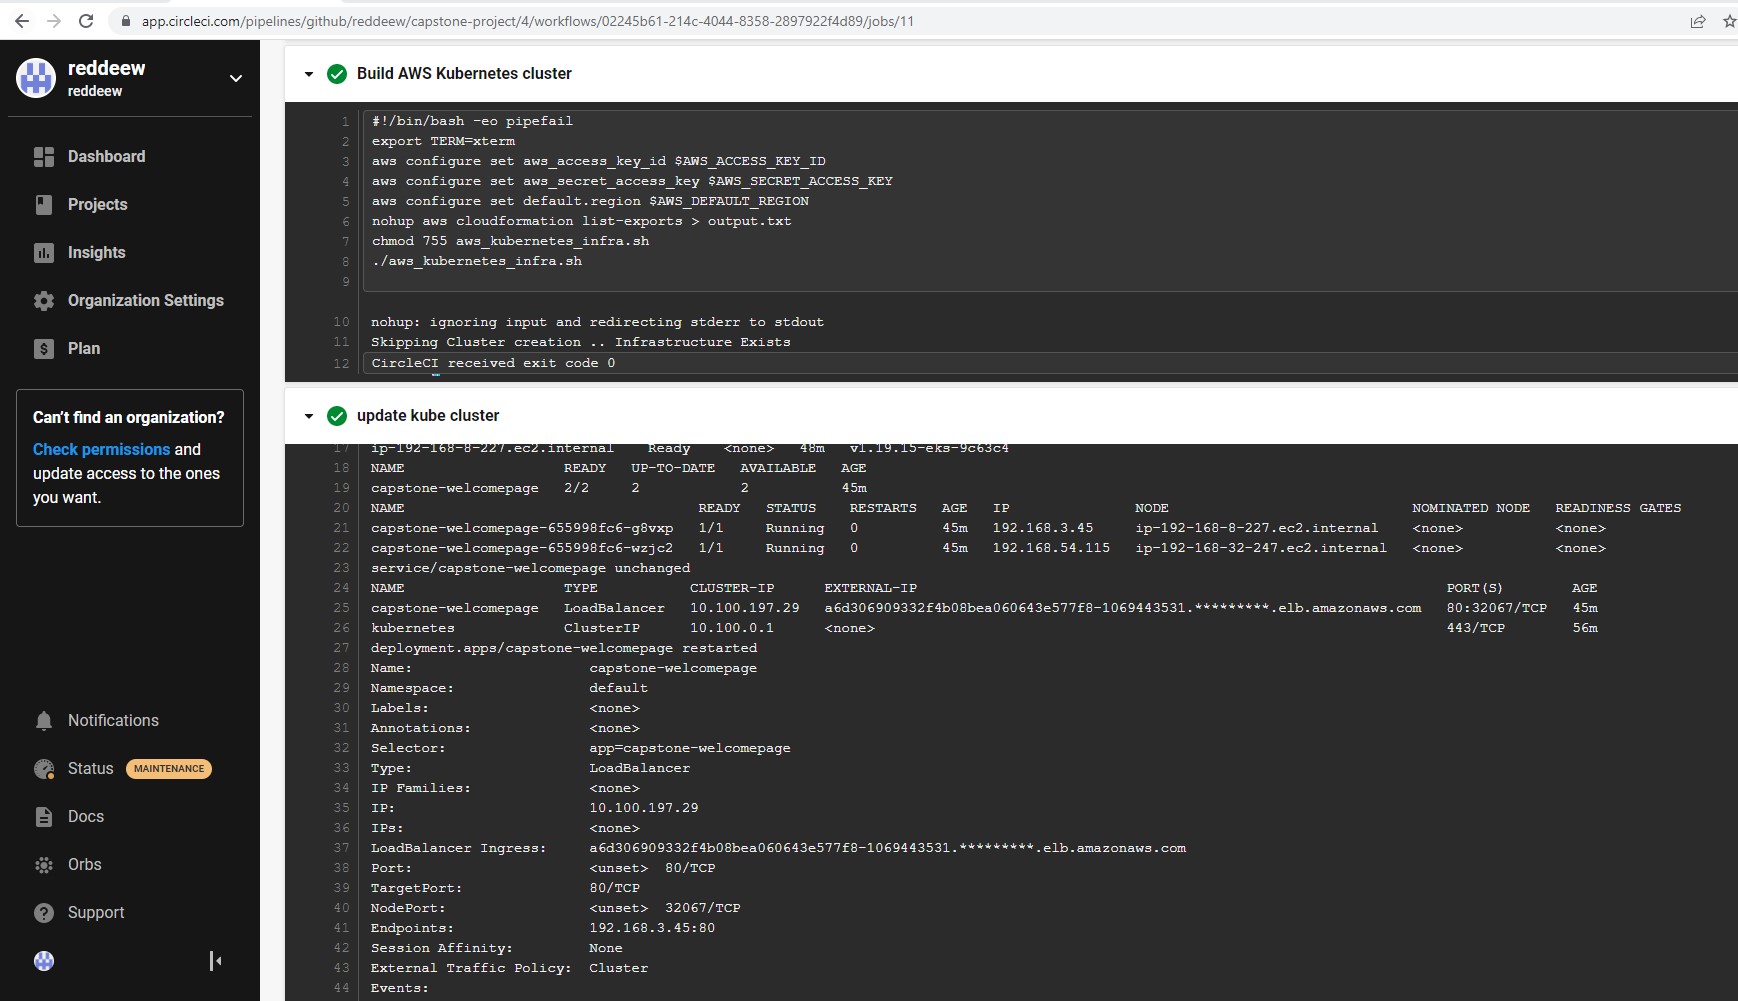 app.circleci.com/pipelines/github/reddeew/capstone-project/4/workflows/02245b61-214c-4044-8358-2897922f4d89/jobs/11
reddeew
reddeew
Dashboard
Projects
Insights
Organization Settings
Plan
Can't find an organization?
Check permissions and
update access to the ones
you want.
Notifications
Status MAINTENANCE
Docs
Orbs
Support
Build AWS Kubernetes cluster
1 #!/bin/bash -eo pipefail
2 export TERM=xterm
3 aws configure set aws_access_key_id $AWS_ACCESS_KEY_ID
4 aws configure set aws_secret_access_key $AWS_SECRET_ACCESS_KEY
5 aws configure set default.region $AWS_DEFAULT_REGION
6 nohup aws cloudformation list-exports > output.txt
7 chmod 755 aws_kubernetes_infra.sh
8 ./aws_kubernetes_infra.sh
9
10 nohup: ignoring input and redirecting stderr to stdout
11 Skipping Cluster creation .. Infrastructure Exists
12 CircleCI received exit code 0
update kube cluster
17 ip-192-168-8-227.ec2.internal Ready <none> 48m v1.19.15-eks-9c63c4
18 NAME READY UP-TO-DATE AVAILABLE AGE
19 capstone-welcomepage 2/2 2 2 45m
20 NAME READY STATUS RESTARTS AGE IP NODE NOMINATED NODE READINESS GATES
21 capstone-welcomepage-655998fc6-g8vxp 1/1 Running 0 45m 192.168.3.45 ip-192-168-8-227.ec2.internal <none> <none>
22 capstone-welcomepage-655998fc6-wzjc2 1/1 Running 0 45m 192.168.54.115 ip-192-168-32-247.ec2.internal <none> <none>
23 service/capstone-welcomepage unchanged
24 NAME TYPE CLUSTER-IP EXTERNAL-IP PORT(S) AGE
25 capstone-welcomepage LoadBalancer 10.100.197.29 a6d306909332f4b08bea060643e577f8-1069443531.*********.elb.amazonaws.com 80:32067/TCP 45m
26 kubernetes ClusterIP 10.100.0.1 <none> 443/TCP 56m
27 deployment.apps/capstone-welcomepage restarted
28 Name: capstone-welcomepage
29 Namespace: default
30 Labels: <none>
31 Annotations: <none>
32 Selector: app=capstone-welcomepage
33 Type: LoadBalancer
34 IP Families: <none>
35 IP: 10.100.197.29
36 IPs: <none>
37 LoadBalancer Ingress: a6d306909332f4b08bea060643e577f8-1069443531.*********.elb.amazonaws.com
38 Port: <unset> 80/TCP
39 TargetPort: 80/TCP
40 NodePort: <unset> 32067/TCP
41 Endpoints: 192.168.3.45:80
42 Session Affinity: None
43 External Traffic Policy: Cluster
44 Events: